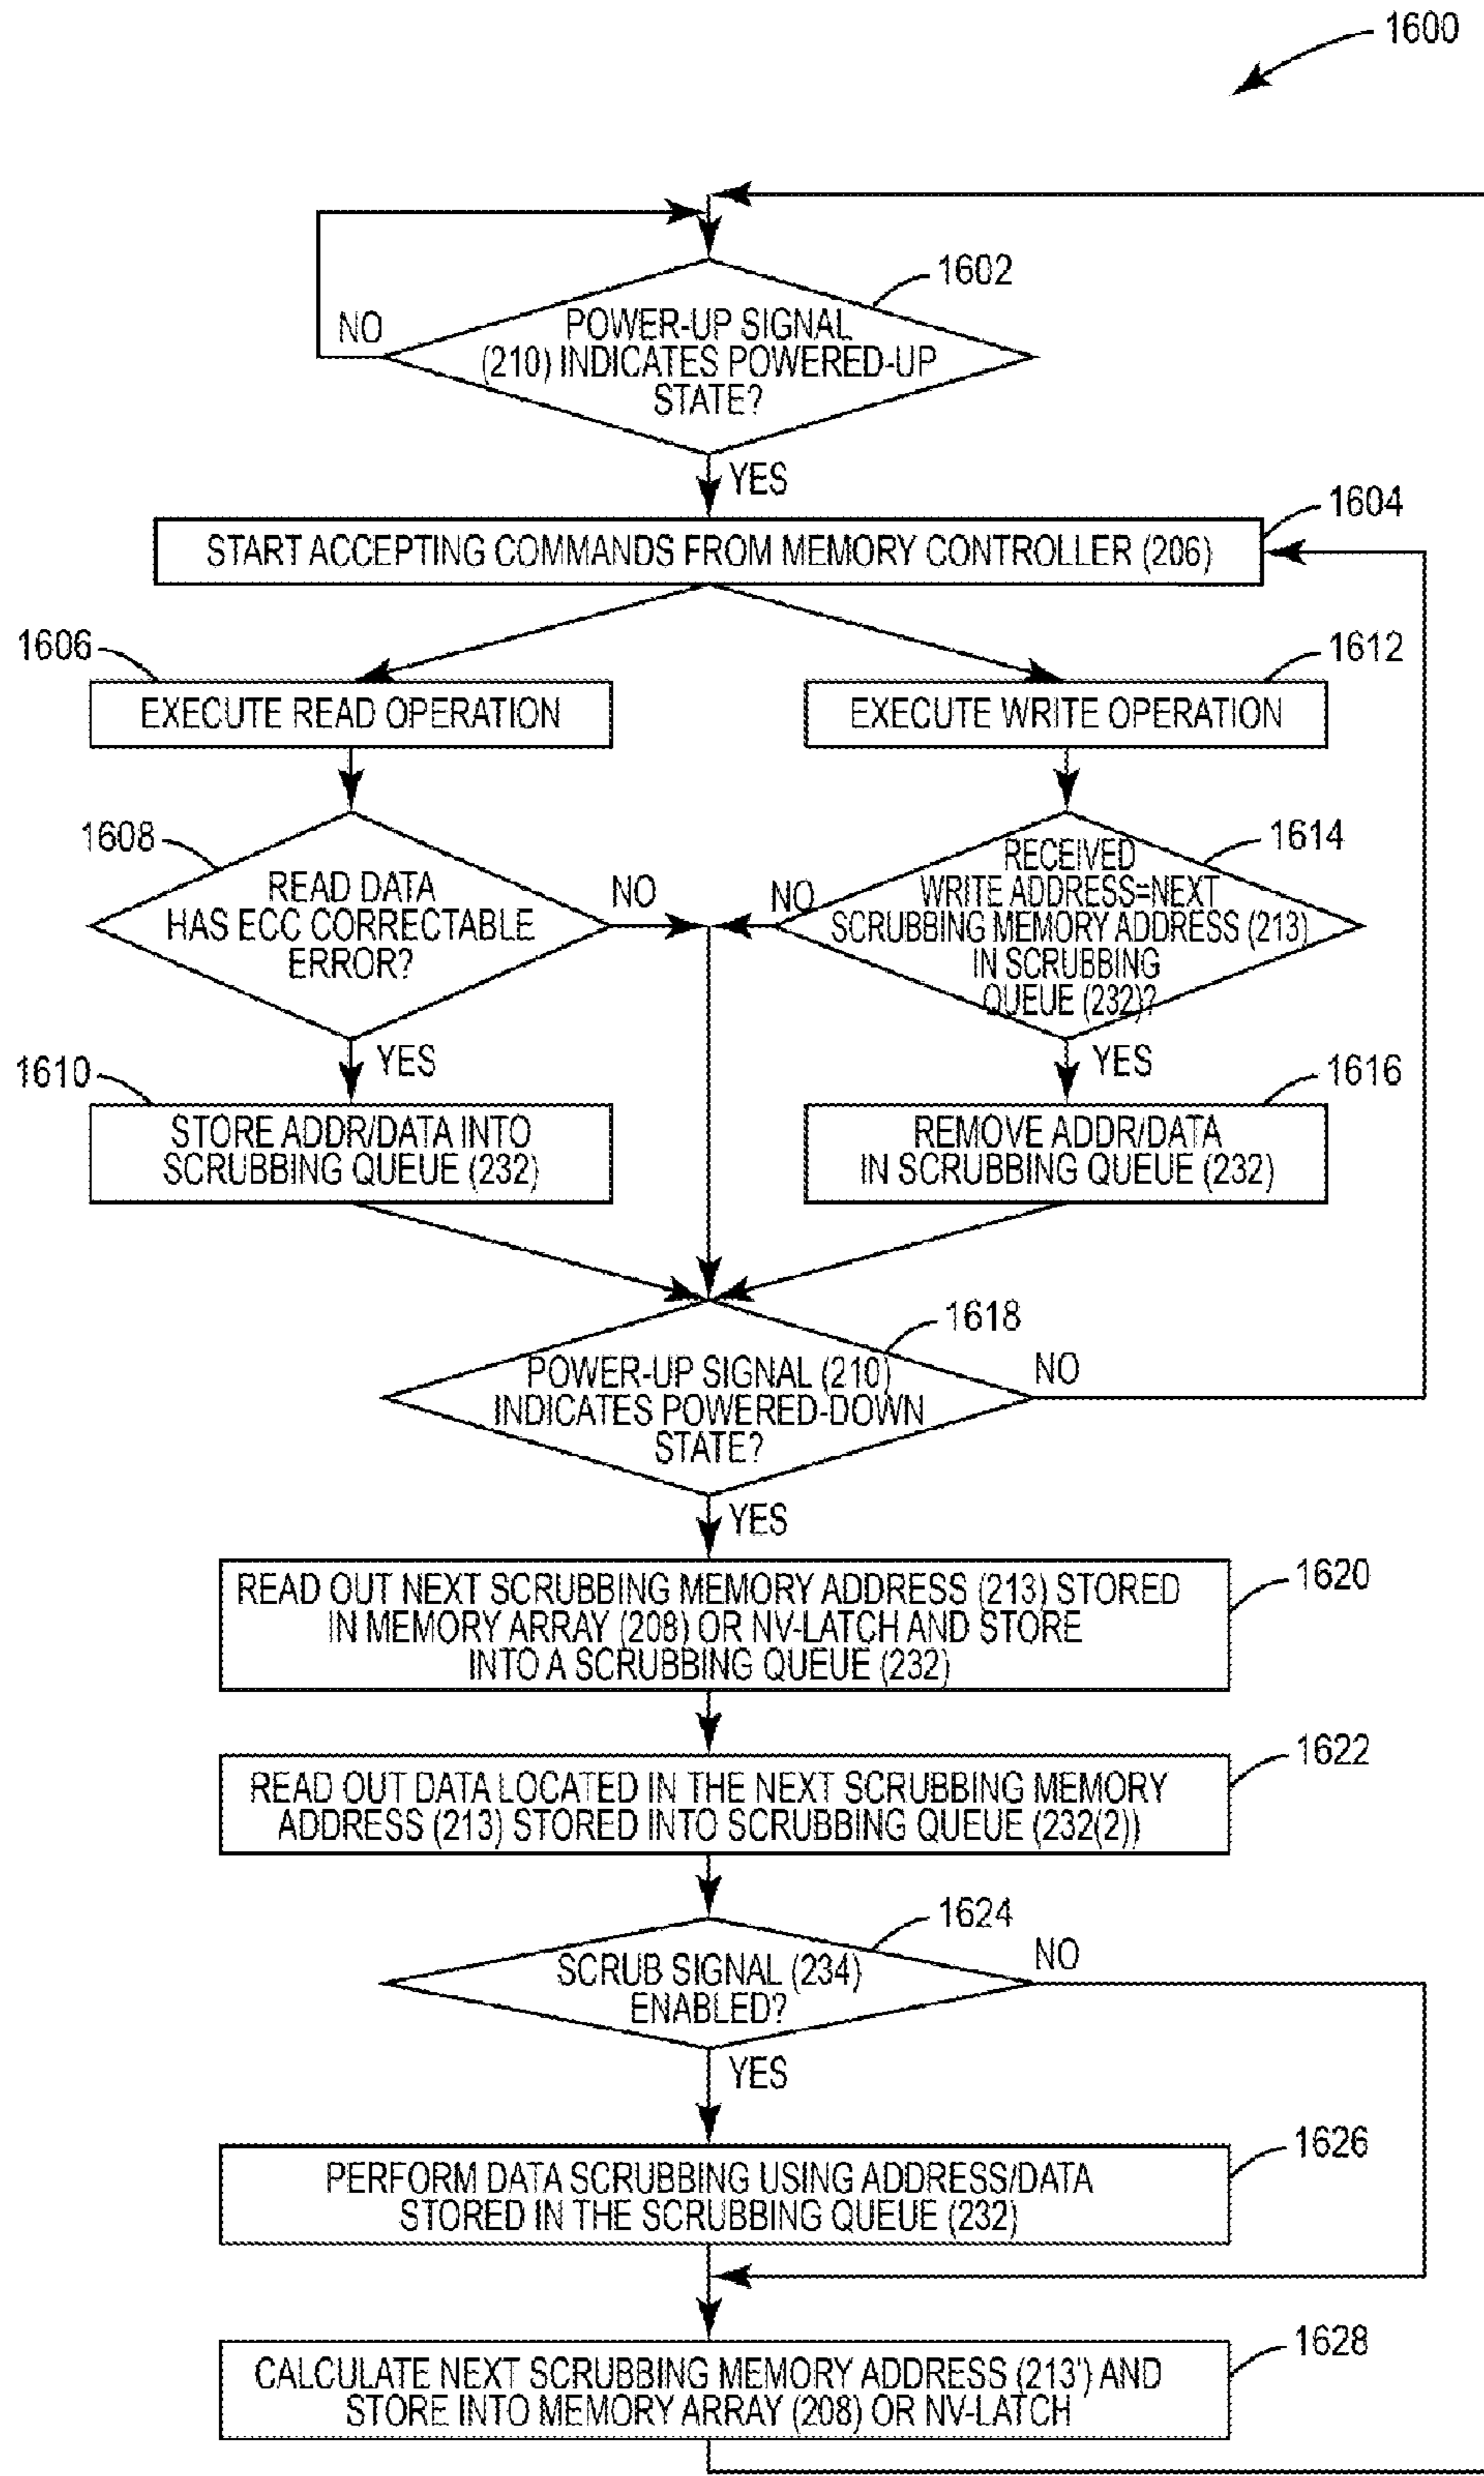 1600
1602
NO
POWER-UP SIGNAL
(210) INDICATES POWERED-UP
STATE?
YES
1604
START ACCEPTING COMMANDS FROM MEMORY CONTROLLER (206)
1606
1612
EXECUTE READ OPERATION
EXECUTE WRITE OPERATION
1608
READ DATA
HAS ECC CORRECTABLE
ERROR?
NO
NO
1614
RECEIVED
WRITE ADDRESS=NEXT
SCRUBBING MEMORY ADDRESS (213)
IN SCRUBBING
QUEUE (232)?
YES
YES
1610
STORE ADDR/DATA INTO
SCRUBBING QUEUE (232)
1616
REMOVE ADDR/DATA
IN SCRUBBING QUEUE (232)
1618
POWER-UP SIGNAL (210)
INDICATES POWERED-DOWN
STATE?
NO
YES
1620
READ OUT NEXT SCRUBBING MEMORY ADDRESS (213) STORED
IN MEMORY ARRAY (208) OR NV-LATCH AND STORE
INTO A SCRUBBING QUEUE (232)
1622
READ OUT DATA LOCATED IN THE NEXT SCRUBBING MEMORY
ADDRESS (213) STORED INTO SCRUBBING QUEUE (232(2))
1624
SCRUB SIGNAL (234)
ENABLED?
NO
YES
1626
PERFORM DATA SCRUBBING USING ADDRESS/DATA
STORED IN THE SCRUBBING QUEUE (232)
1628
CALCULATE NEXT SCRUBBING MEMORY ADDRESS (213') AND
STORE INTO MEMORY ARRAY (208) OR NV-LATCH